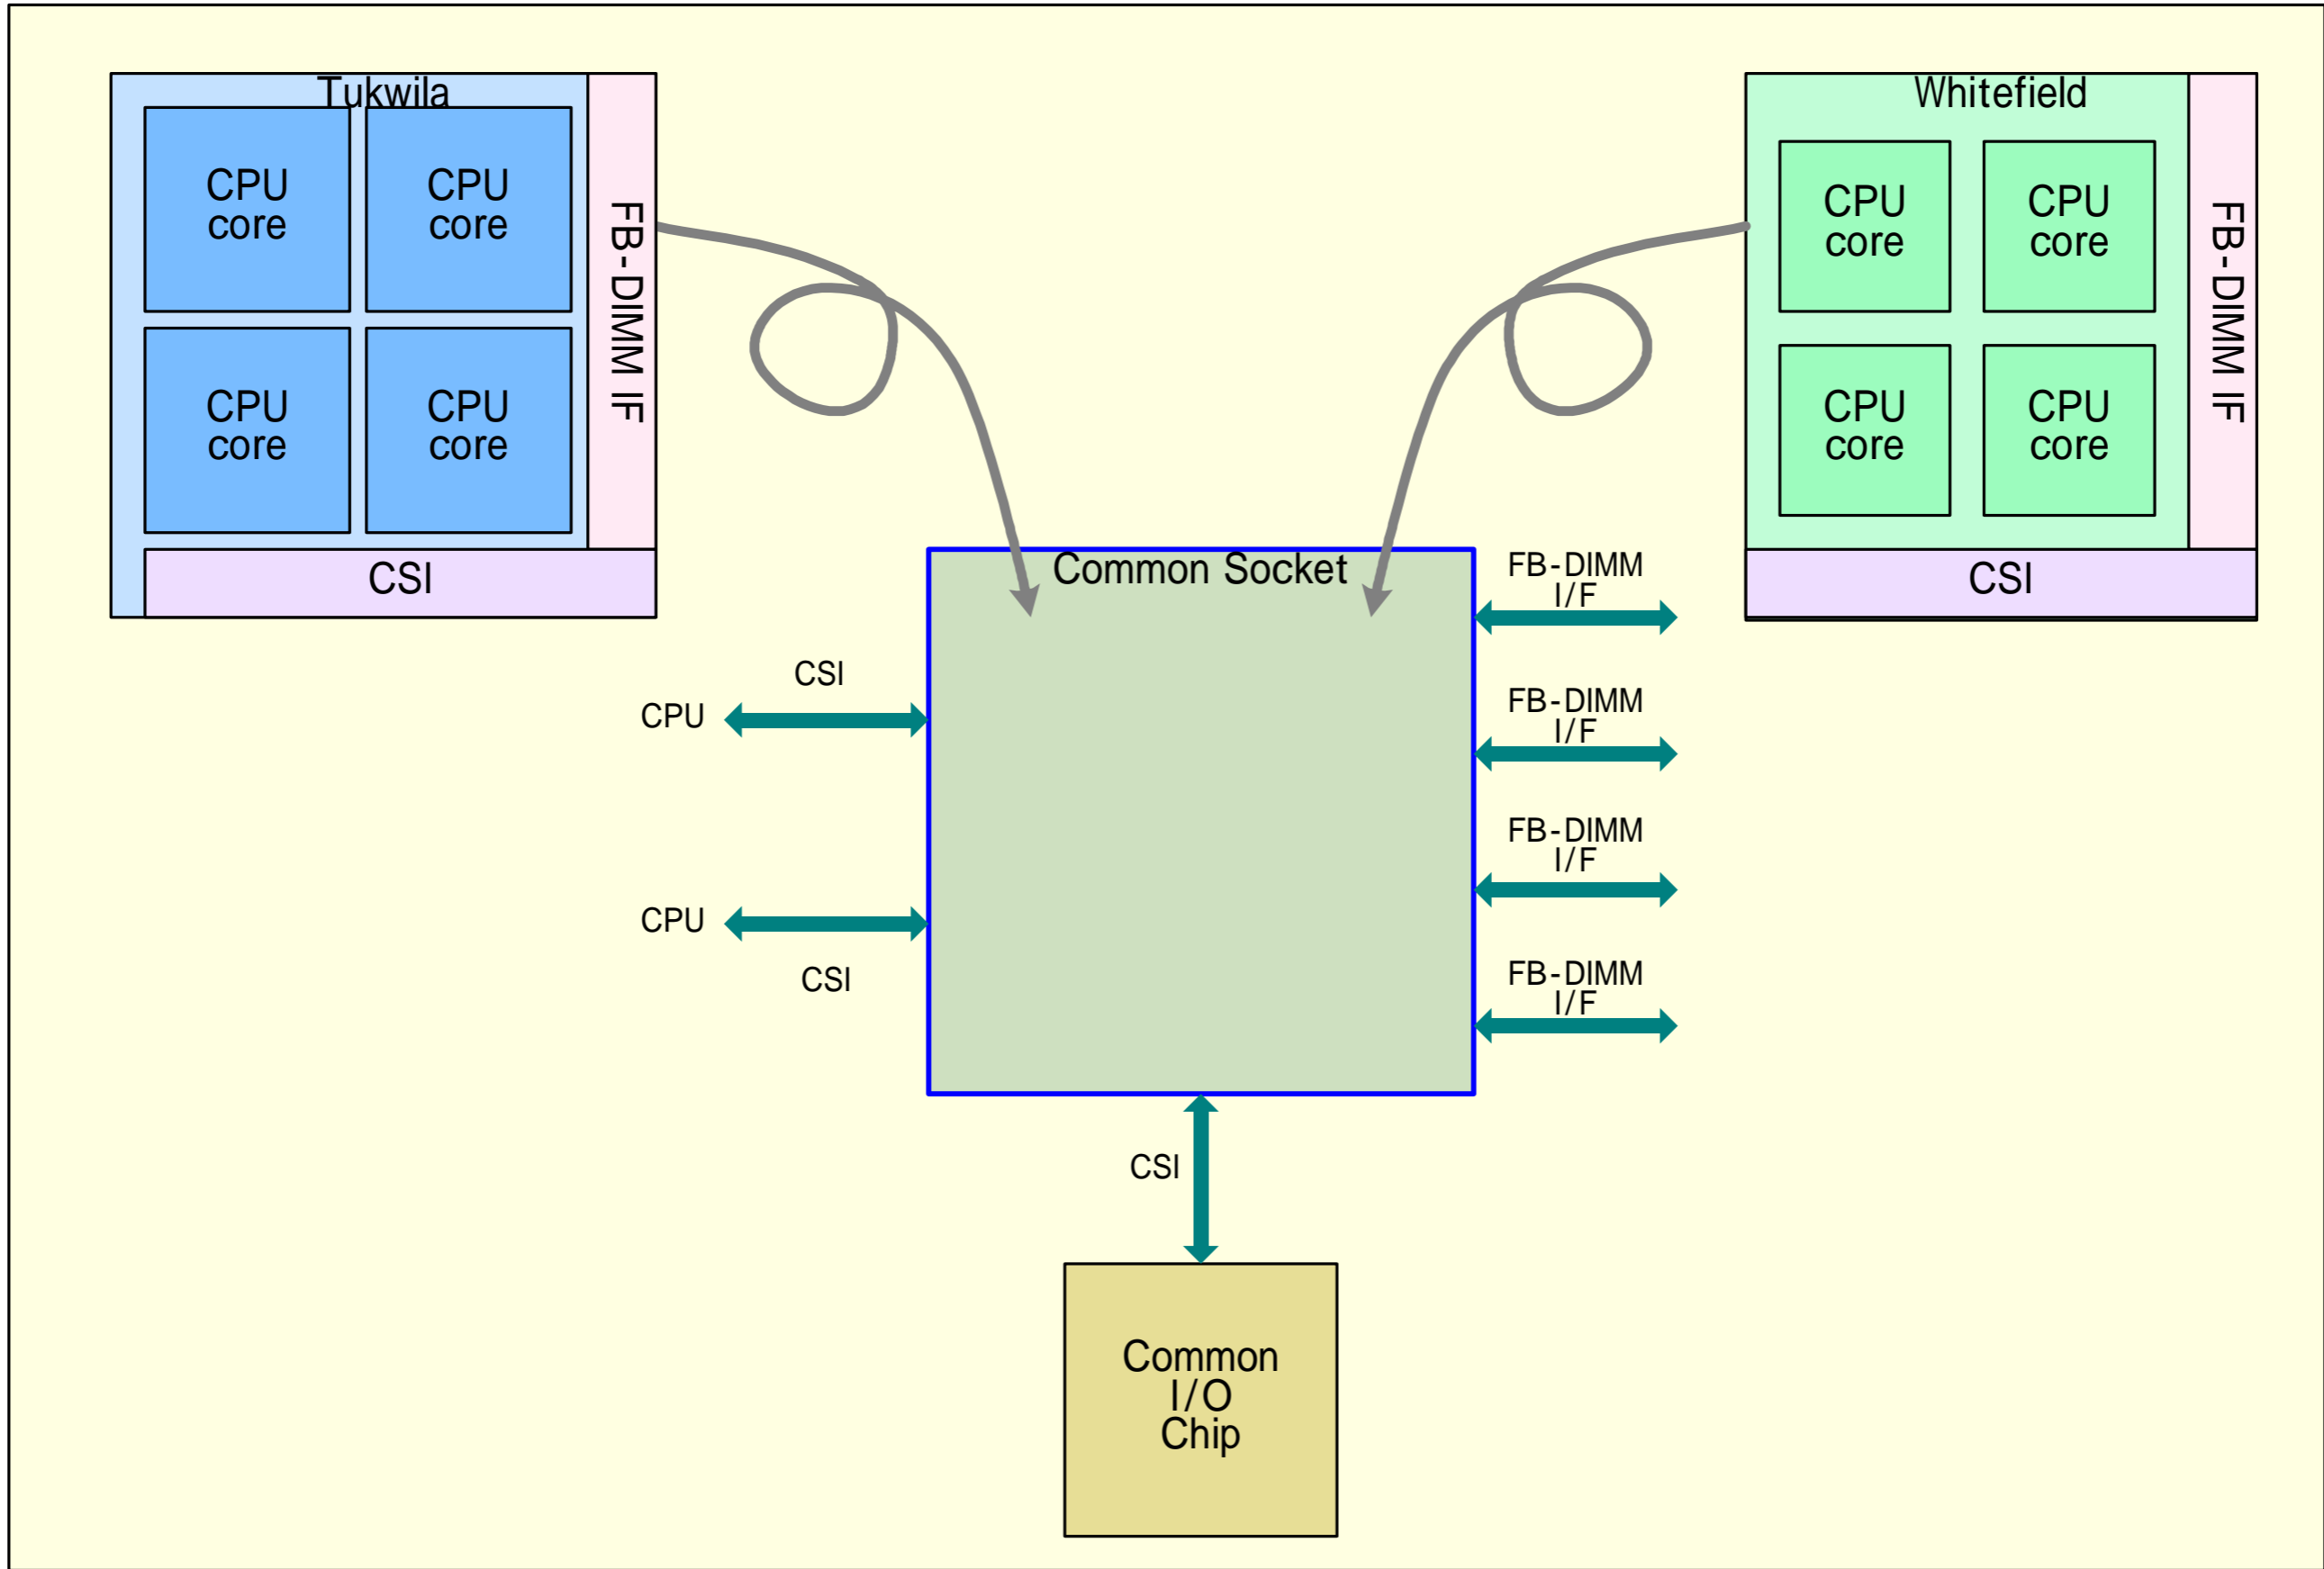 Tukwila
CPU
core
CPU
core
CPU
core
CPU
core
FB-DIMM IF
CSI
Whitefield
CPU
core
CPU
core
CPU
core
CPU
core
FB-DIMM IF
CSI
Common Socket
CSI
CPU
CPU
CSI
FB-DIMM
I/F
FB-DIMM
I/F
FB-DIMM
I/F
FB-DIMM
I/F
CSI
Common
I/O
Chip